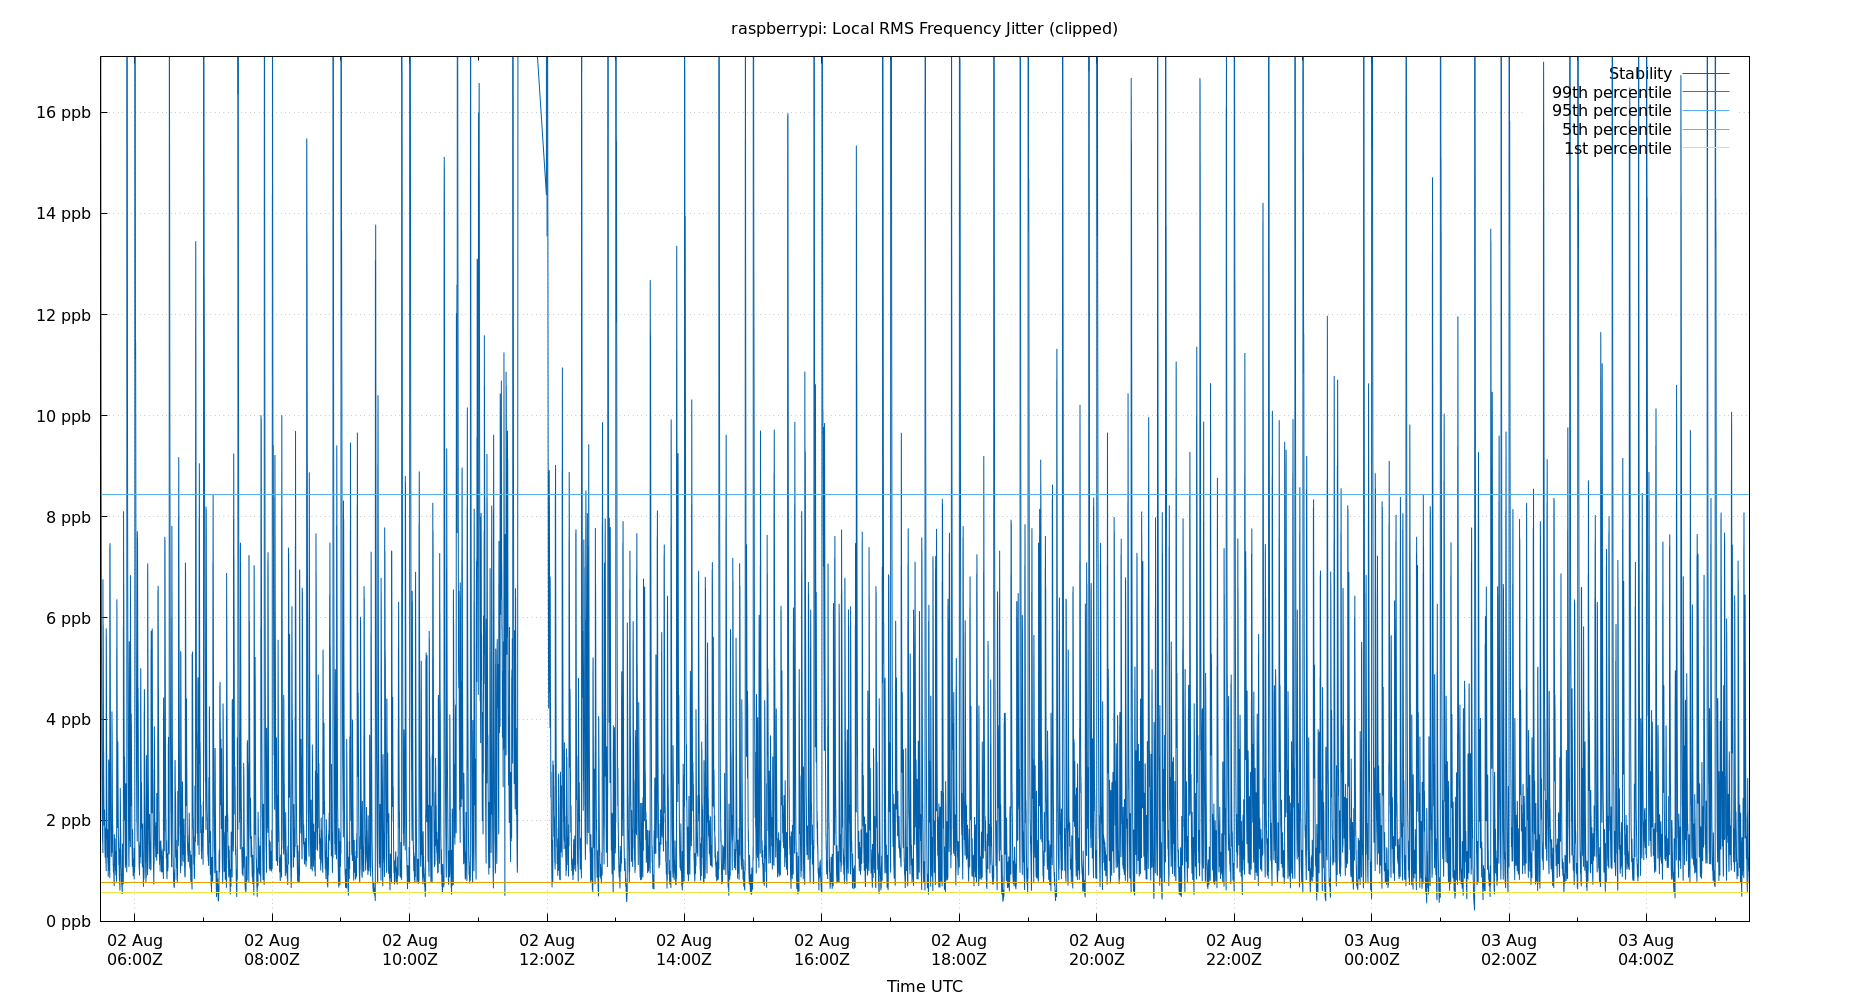 raspberrypi: Local RMS Frequency Jitter (clipped)
Stability
99th percentile
95th percentile
5th percentile
1st percentile
16 ppb
14 ppb
12 ppb
10 ppb
8 ppb
6 ppb
4 ppb
2 ppb
0 ppb
02 Aug 02 Aug 02 Aug 02 Aug 02 Aug 02 Aug 02 Aug 02 Aug 02 Aug 03 Aug 03 Aug 03 Aug
06:00Z 08:00Z 10:00Z 12:00Z 14:00Z 16:00Z 18:00Z 20:00Z 22:00Z 00:00Z 02:00Z 04:00Z
Time UTC